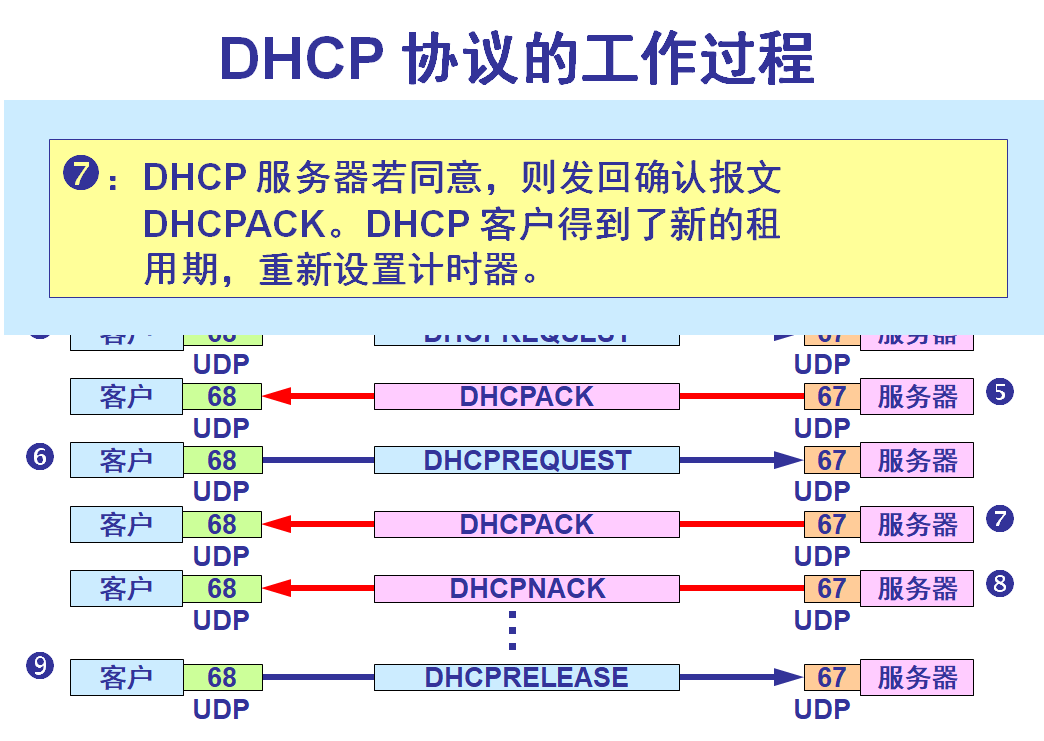 DHCP 协议的工作过程
❼：DHCP 服务器若同意，则发回确认报文
DHCPACK。DHCP 客户得到了新的租
用期，重新设置计时器。
客户 68 DHCPREQUEST 67 服务器
UDP UDP
客户 68 DHCPACK 67 服务器 ❺
UDP UDP
❻ 客户 68 DHCPREQUEST 67 服务器
UDP UDP
客户 68 DHCPACK 67 服务器 ❼
UDP UDP
客户 68 DHCPNACK 67 服务器 ❽
UDP UDP
❾ 客户 68 DHCPRELEASE 67 服务器
UDP UDP